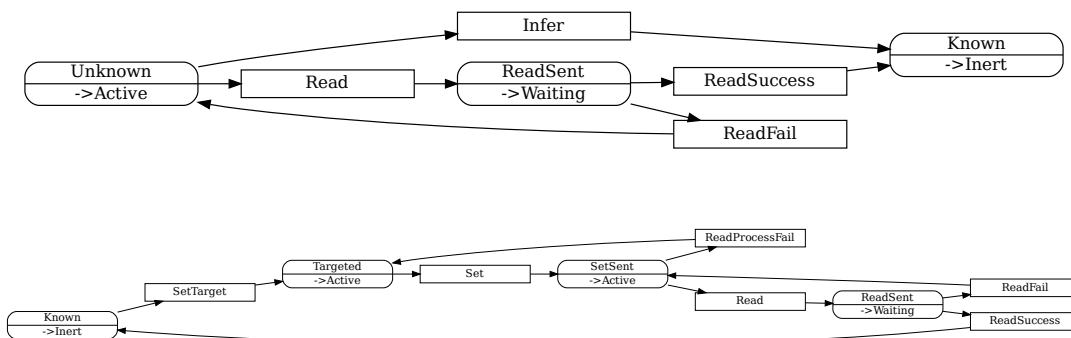 Infer
Known
->Inert
Unknown
->Active
Read
ReadSent
->Waiting
ReadSuccess
ReadFail
ReadProcessFail
Targeted
->Active
Set
SetSent
->Active
SetTarget
Read
ReadSent
->Waiting
ReadFail
ReadSuccess
Known
->Inert